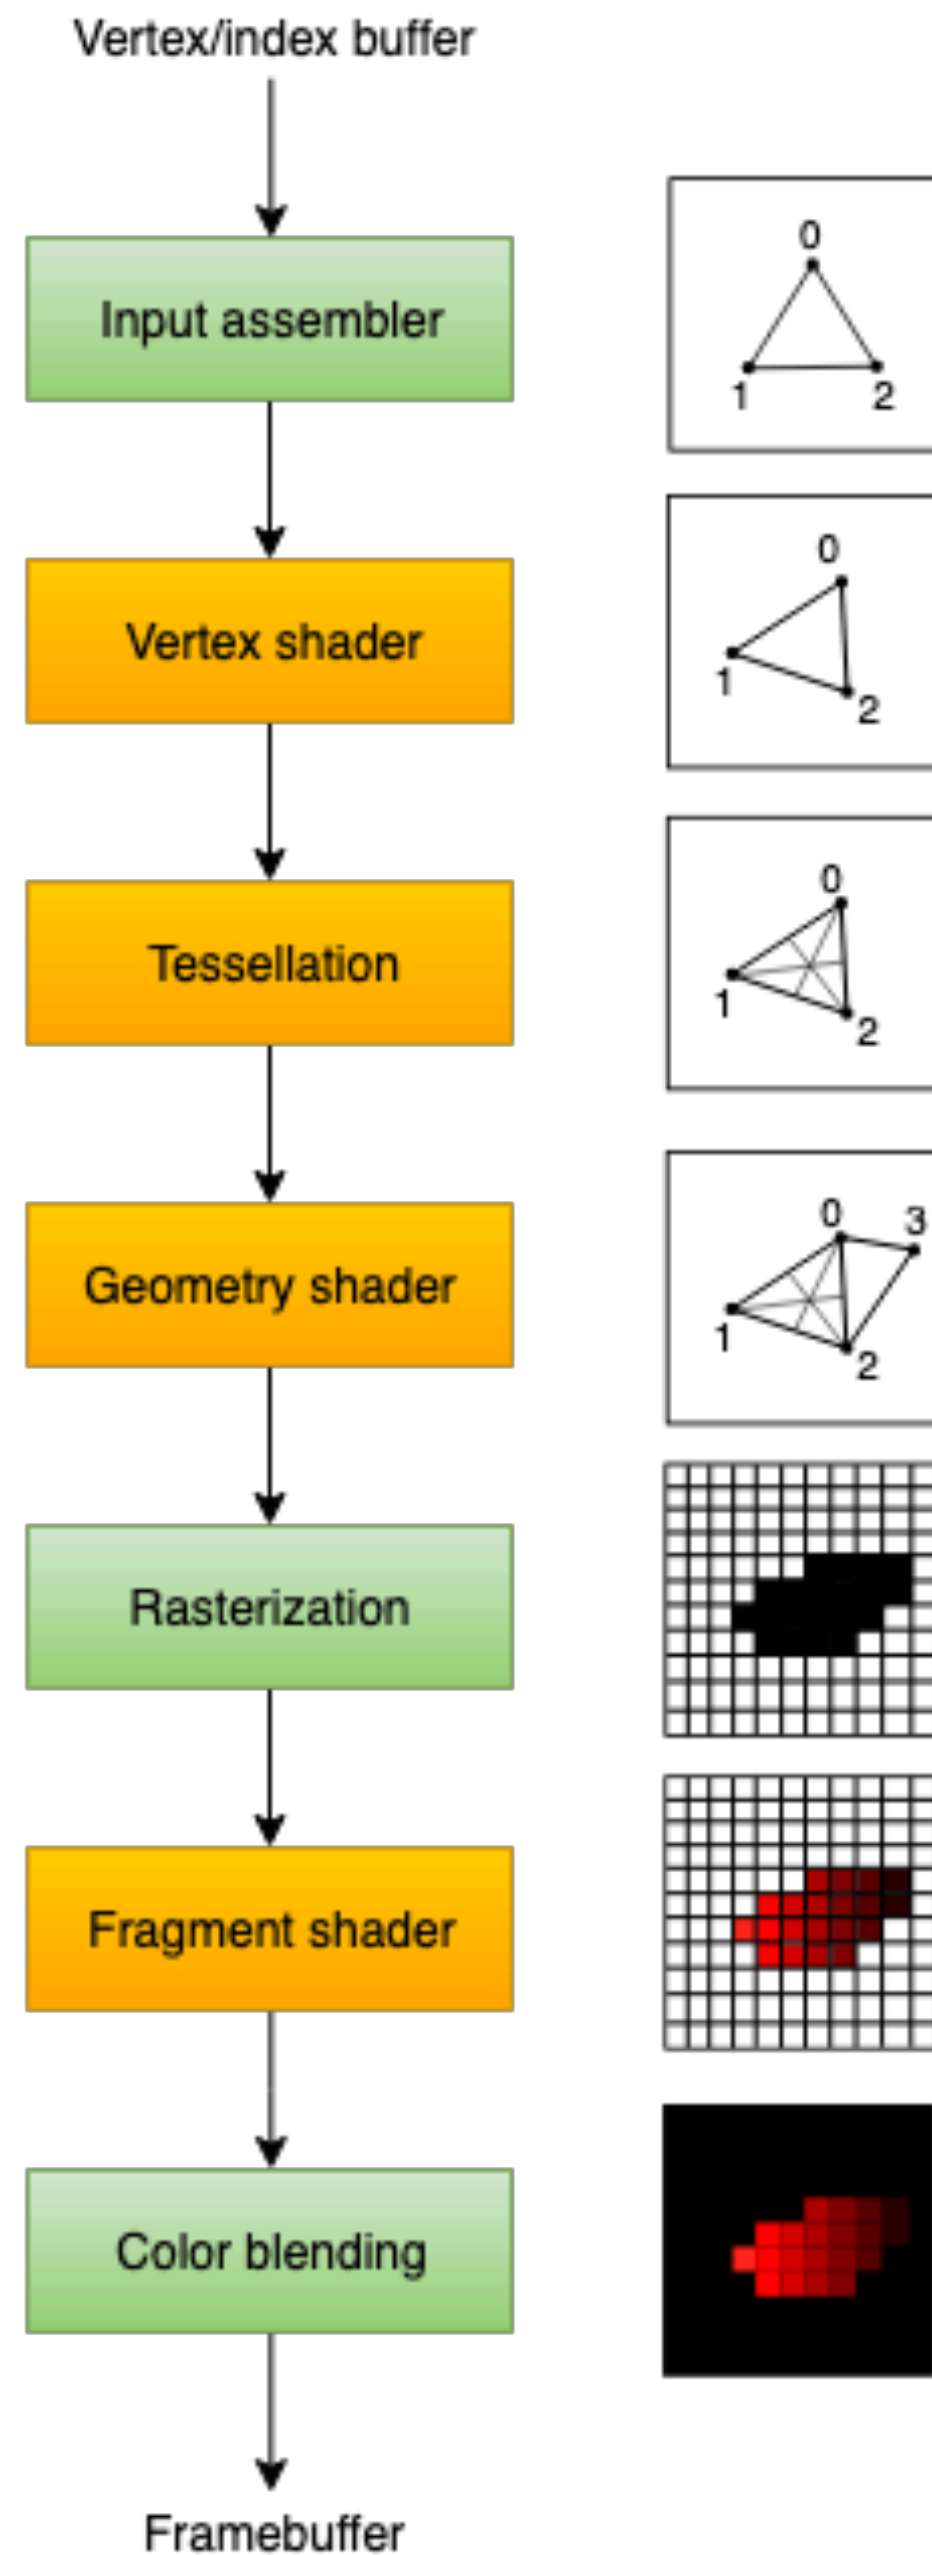 Vertex/index buffer
Input assembler
0
1 2
Vertex shader
0
1
2
Tessellation
0
1
2
Geometry shader
0 3
1
2
Rasterization
Fragment shader
Color blending
Framebuffer